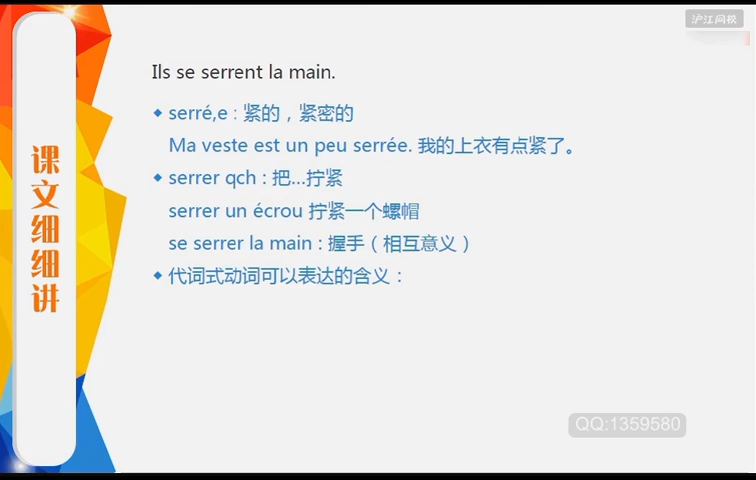 沪江网校
Ils se serrent la main.
serré,e : 紧的，紧密的
Ma veste est un peu serrée. 我的上衣有点紧了。
serrer qch : 把...拧紧
serrer un écrou 拧紧一个螺帽
se serrer la main : 握手（相互意义）
代词式动词可以表达的含义：
课文细细讲
QQ:1359580